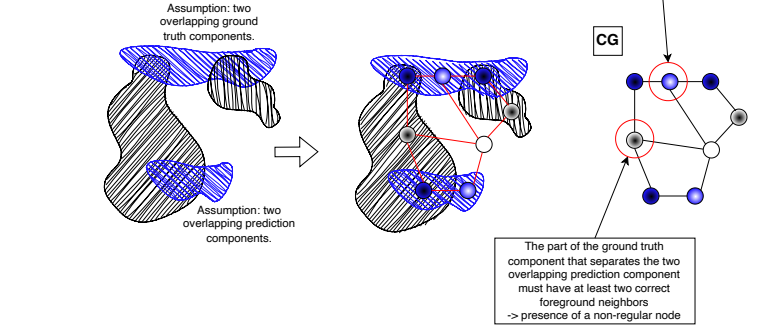 Assumption: two
overlapping ground
truth components.
Assumption: two
overlapping prediction
components.
CG
The part of the ground truth
component that separates the two
overlapping prediction component
must have at least two correct
foreground neighbors
-> presence of a non-regular node